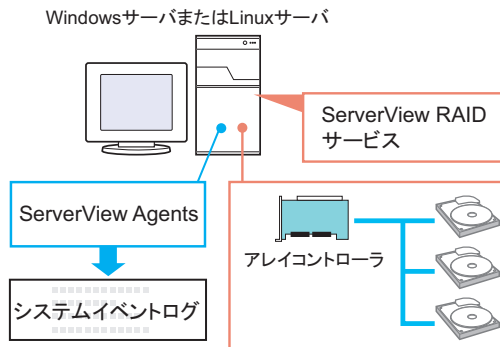 WindowsサーバまたはLinuxサーバ
ServerView RAID
サービス
ServerView Agents
アレイコントローラ
システムイベントログ